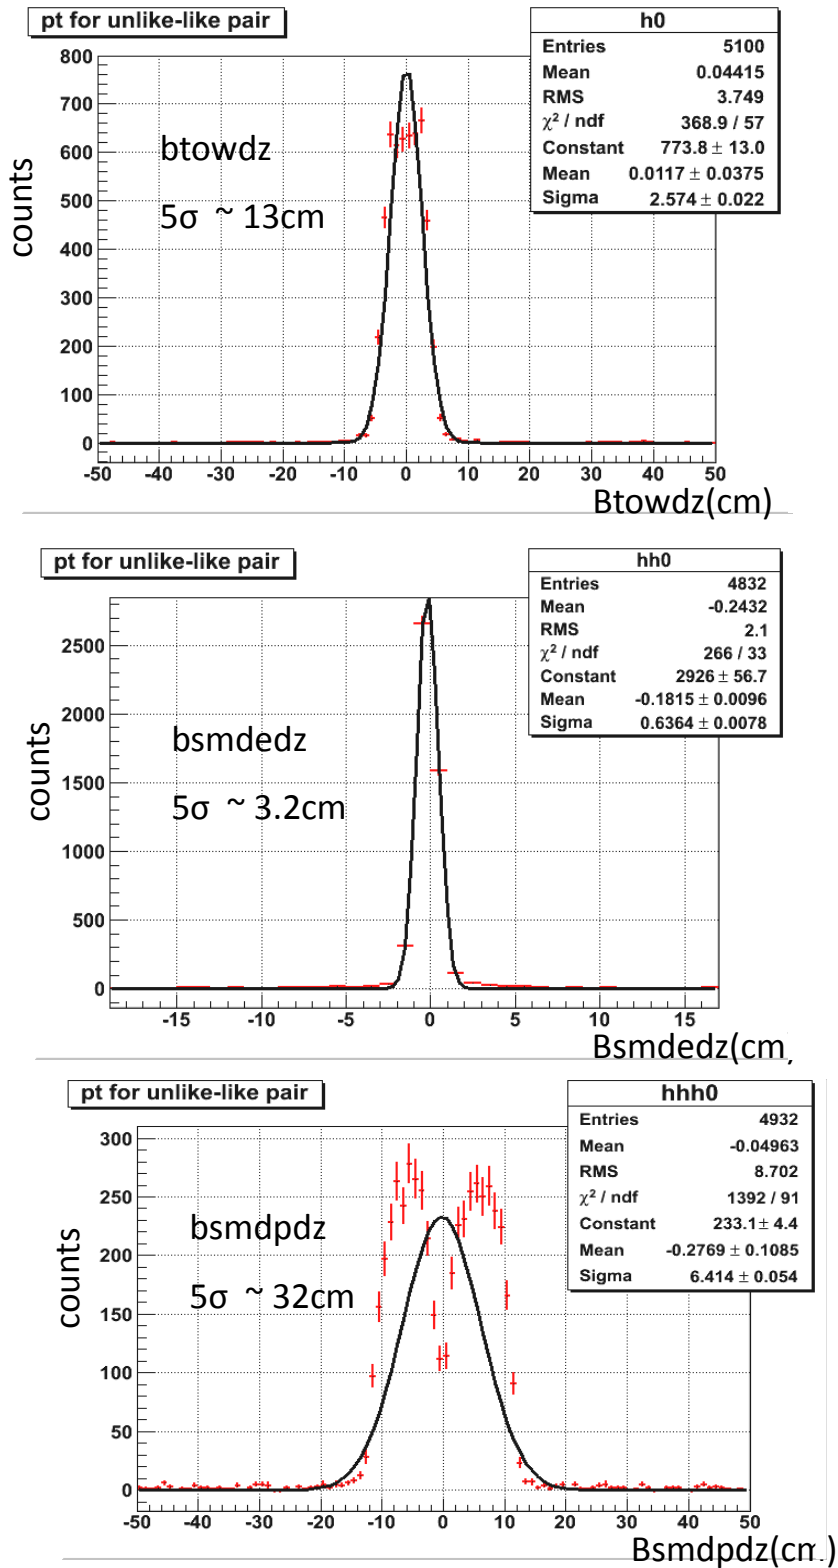 pt for unlike-like pair
h0
Entries 5100
Mean 0.04415
RMS 3.749
χ² / ndf 368.9 / 57
Constant 773.8 ± 13.0
Mean 0.0117 ± 0.0375
Sigma 2.574 ± 0.022
counts
800
700
600
500
400
300
200
100
0
btowdz
5σ ~ 13cm
-50 -40 -30 -20 -10 0 10 20 30 40 50
Btowdz(cm)
pt for unlike-like pair
hh0
Entries 4832
Mean -0.2432
RMS 2.1
χ² / ndf 266 / 33
Constant 2926 ± 56.7
Mean -0.1815 ± 0.0096
Sigma 0.6364 ± 0.0078
counts
2500
2000
1500
1000
500
0
bsmdedz
5σ ~ 3.2cm
-15 -10 -5 0 5 10 15
Bsmdedz(cm
pt for unlike-like pair
hhh0
Entries 4932
Mean -0.04963
RMS 8.702
χ² / ndf 1392 / 91
Constant 233.1 ± 4.4
Mean -0.2769 ± 0.1085
Sigma 6.414 ± 0.054
counts
300
250
200
150
100
50
0
bsmdpdz
5σ ~ 32cm
-50 -40 -30 -20 -10 0 10 20 30 40 50
Bsmdpdz(cm)